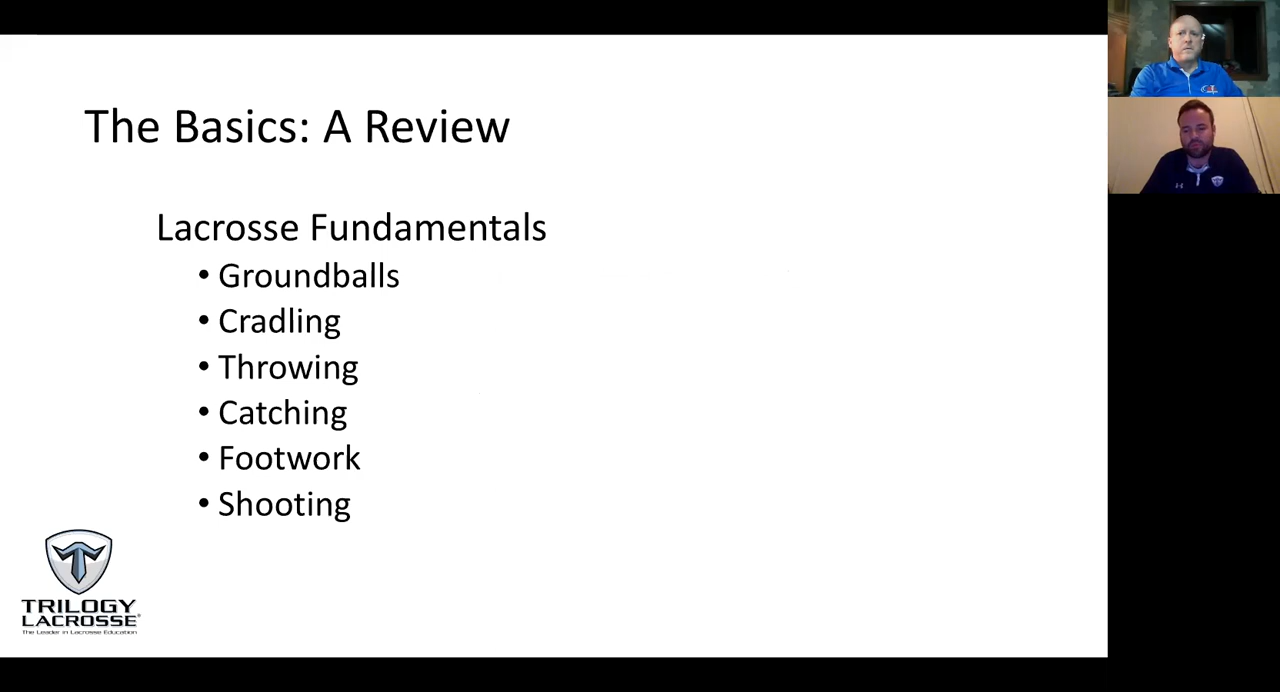 The Basics: A Review
Lacrosse Fundamentals
• Groundballs
• Cradling
• Throwing
• Catching
• Footwork
• Shooting
TRILOGY
LACROSSE®
The Leader in Lacrosse Education